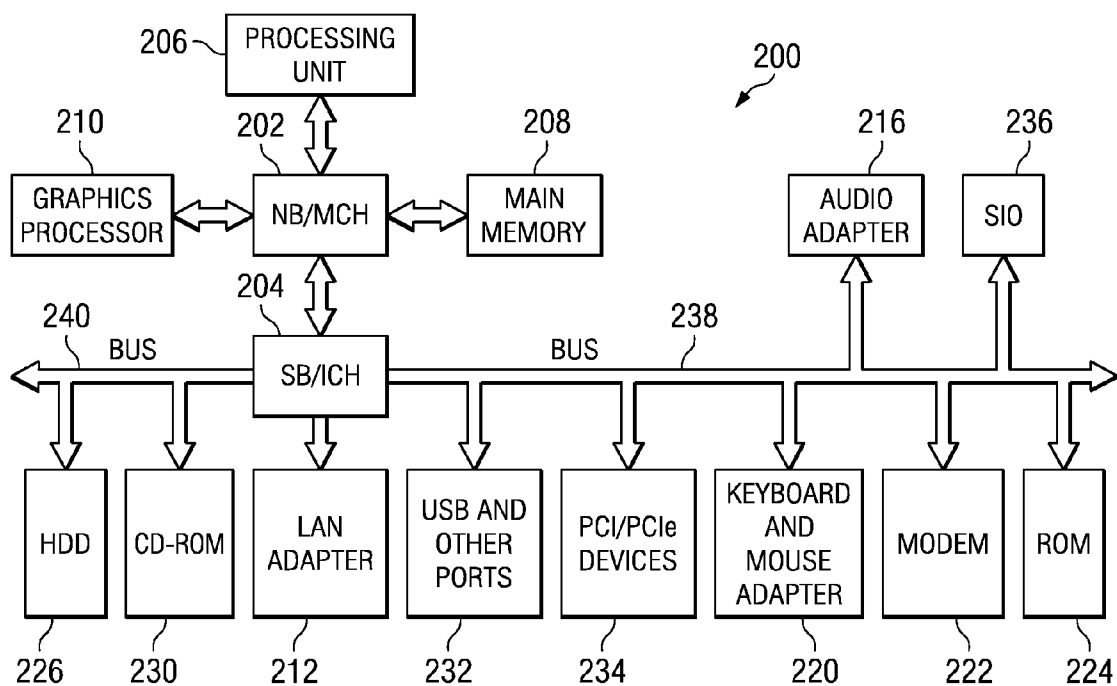 206
PROCESSING
UNIT
200
210
202
208
216
236
GRAPHICS
PROCESSOR
NB/MCH
MAIN
MEMORY
AUDIO
ADAPTER
SIO
204
240
BUS
SB/ICH
BUS
238
HDD
CD-ROM
LAN
ADAPTER
USB AND
OTHER
PORTS
PCI/PCIe
DEVICES
KEYBOARD
AND
MOUSE
ADAPTER
MODEM
ROM
226
230
212
232
234
220
222
224